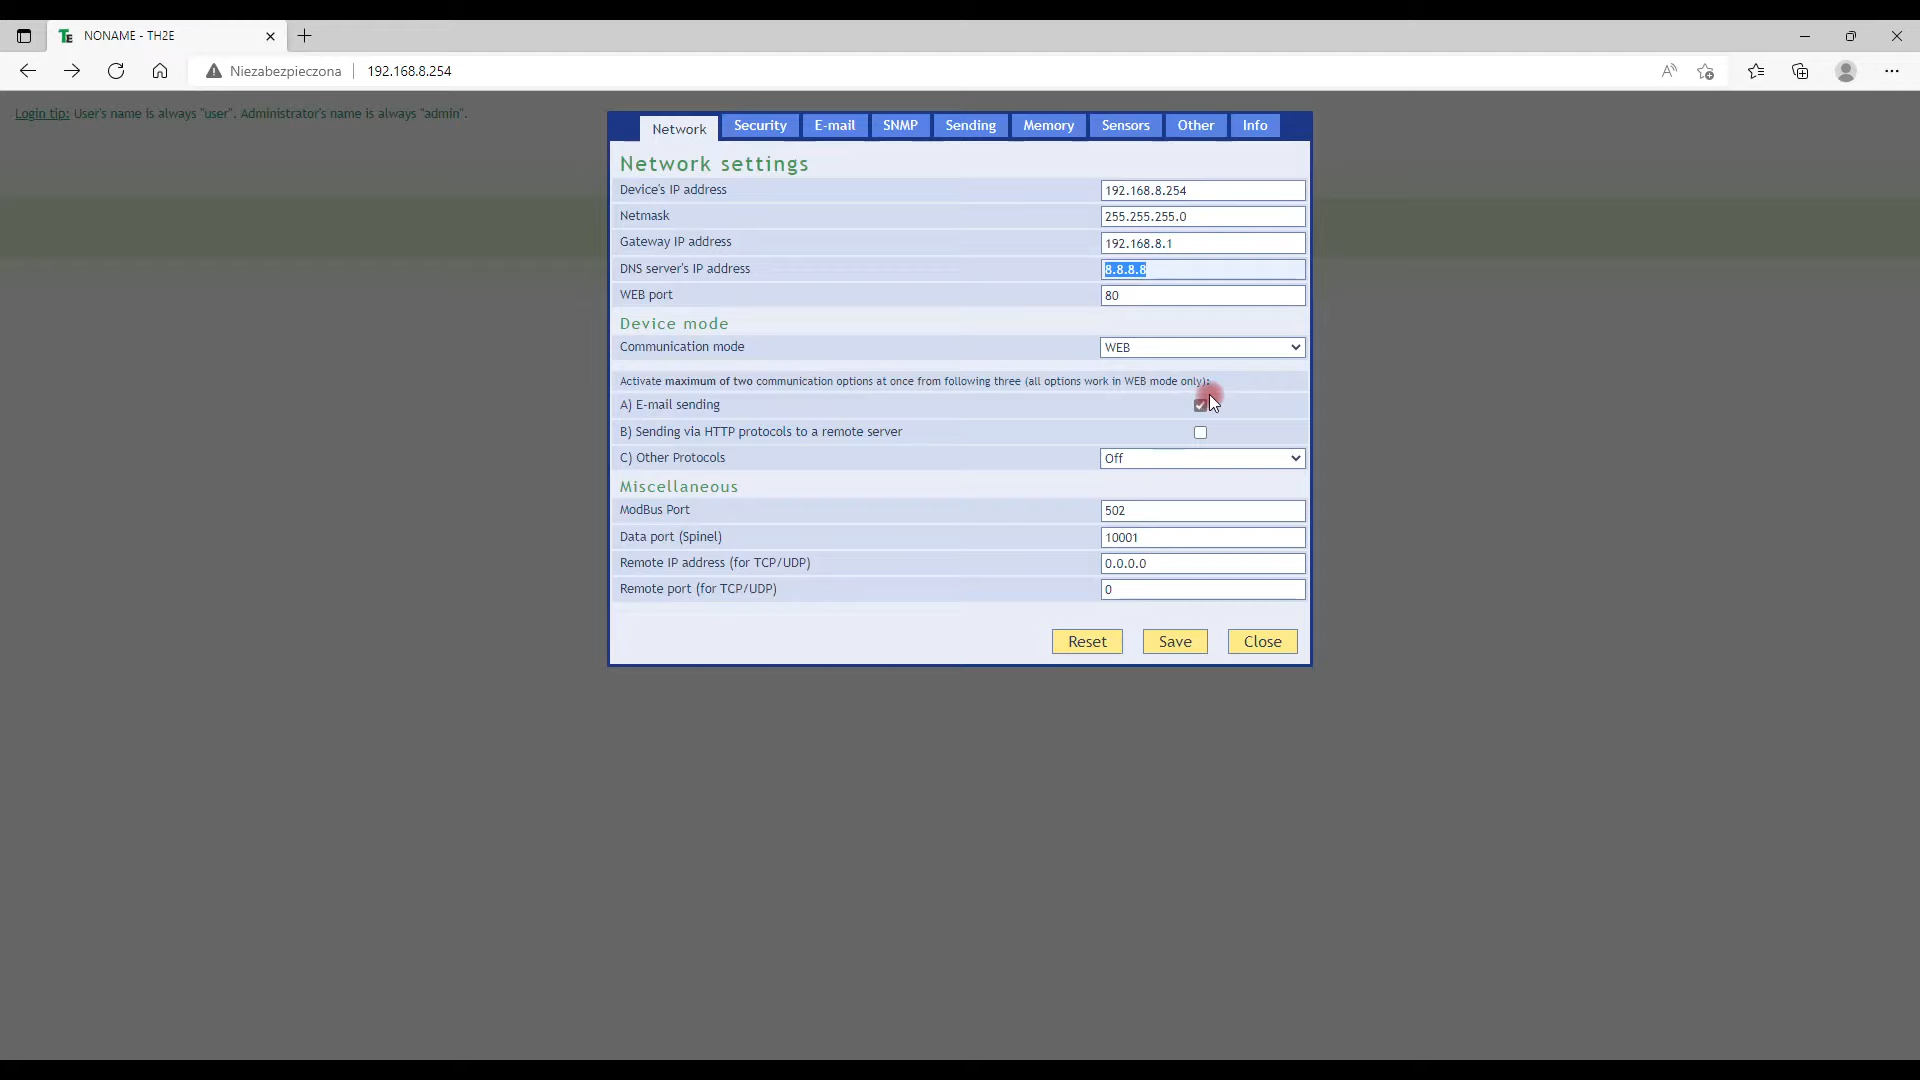 NONAME - TH2E
Niezabezpieczona 192.168.8.254
Login tip: User's name is always "user". Administrator's name is always "admin".
Network Security E-mail SNMP Sending Memory Sensors Other Info
Network settings
Device's IP address 192.168.8.254
Netmask 255.255.255.0
Gateway IP address 192.168.8.1
DNS server's IP address 8.8.8.8
WEB port 80
Device mode
Communication mode WEB
Activate maximum of two communication options at once from following three (all options work in WEB mode only):
A) E-mail sending
B) Sending via HTTP protocols to a remote server
C) Other Protocols Off
Miscellaneous
ModBus Port 502
Data port (Spinel) 10001
Remote IP address (for TCP/UDP) 0.0.0.0
Remote port (for TCP/UDP) 0
Reset Save Close